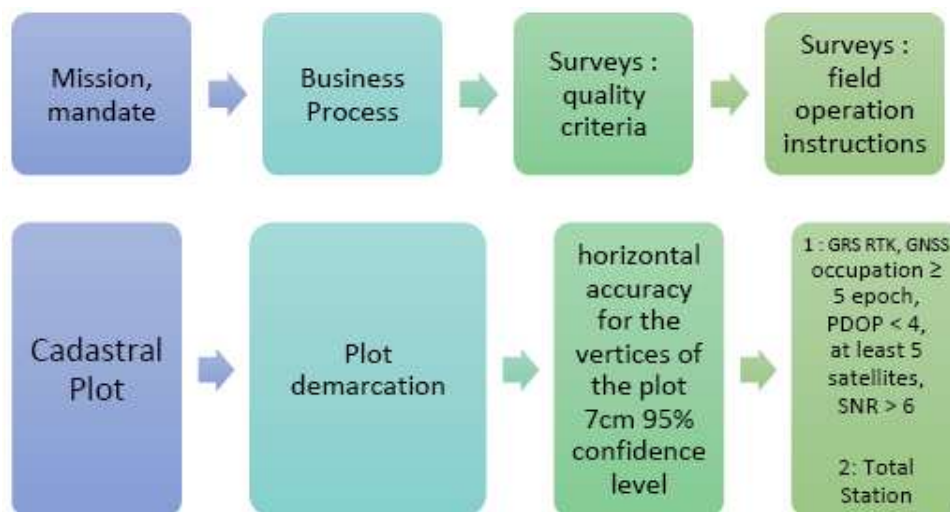 Mission,
mandate
Business
Process
Surveys :
quality
criteria
Surveys :
field
operation
instructions
Cadastral
Plot
Plot
demarcation
horizontal
accuracy
for the
vertices of
the plot
7cm 95%
confidence
level
1 : GRS RTK, GNSS
occupation ≥
5 epoch,
PDOP < 4,
at least 5
satellites,
SNR > 6
2: Total
Station